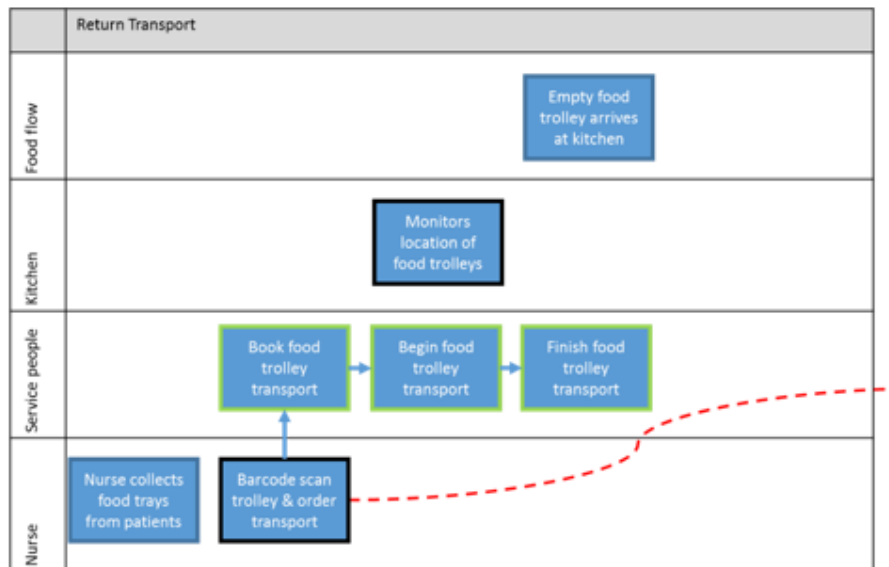 Return Transport
Food flow
Empty food
trolley arrives
at kitchen
Kitchen
Monitors
location of
food trolleys
Service people
Book food
trolley
transport
Begin food
trolley
transport
Finish food
trolley
transport
Nurse
Nurse collects
food trays
from patients
Barcode scan
trolley & order
transport